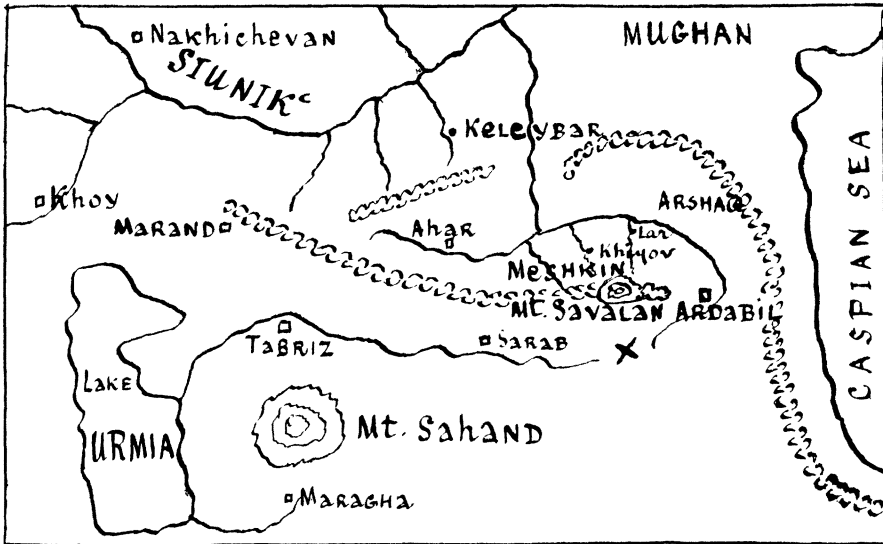 Nakhichevan
MUGHAN
SIUNIKᶜ
Keleybar
CASPIAN SEA
Khoy
ARSHAQ
MARAND
Ahar
Lar
Khiyov
MeshKIN
Mt. SAVALAN
ARDABIL
TABRIZ
SARAB
LAKE
URMIA
Mt. Sahand
MARAGHA